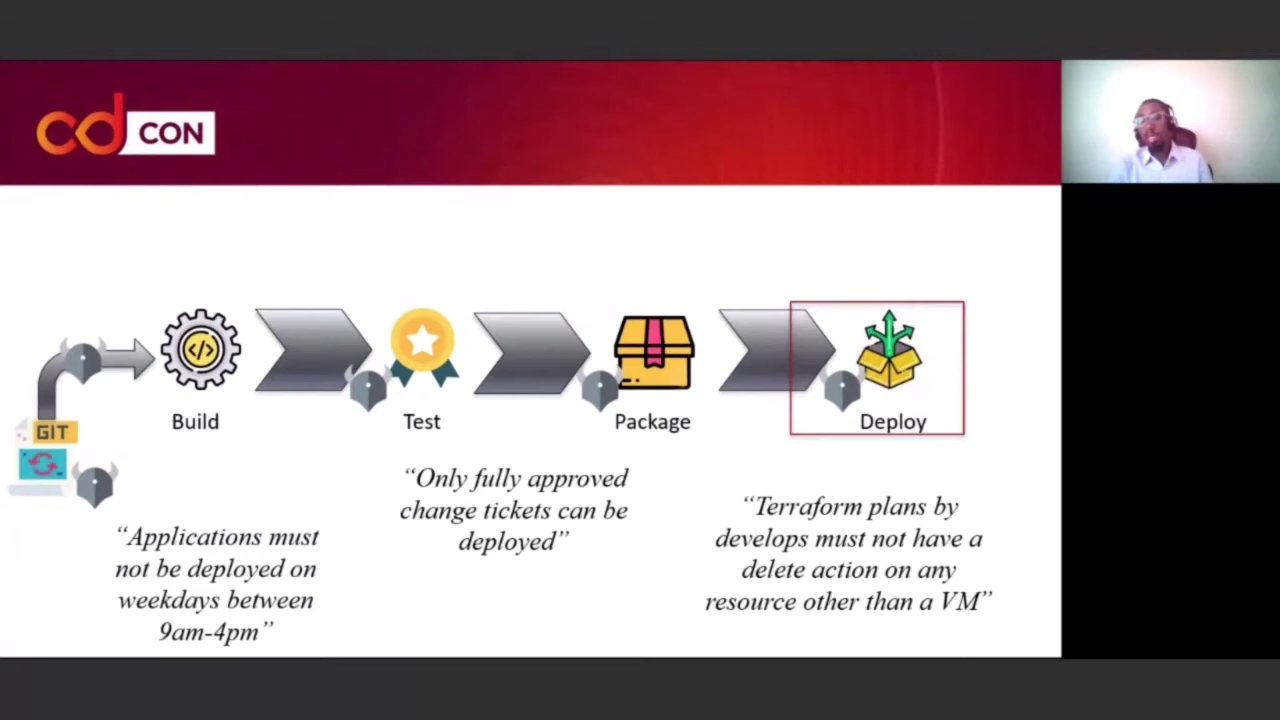 cd CON
GIT
Build
Test
Package
Deploy
“Applications must
not be deployed on
weekdays between
9am-4pm”
“Only fully approved
change tickets can be
deployed”
“Terraform plans by
develops must not have a
delete action on any
resource other than a VM”